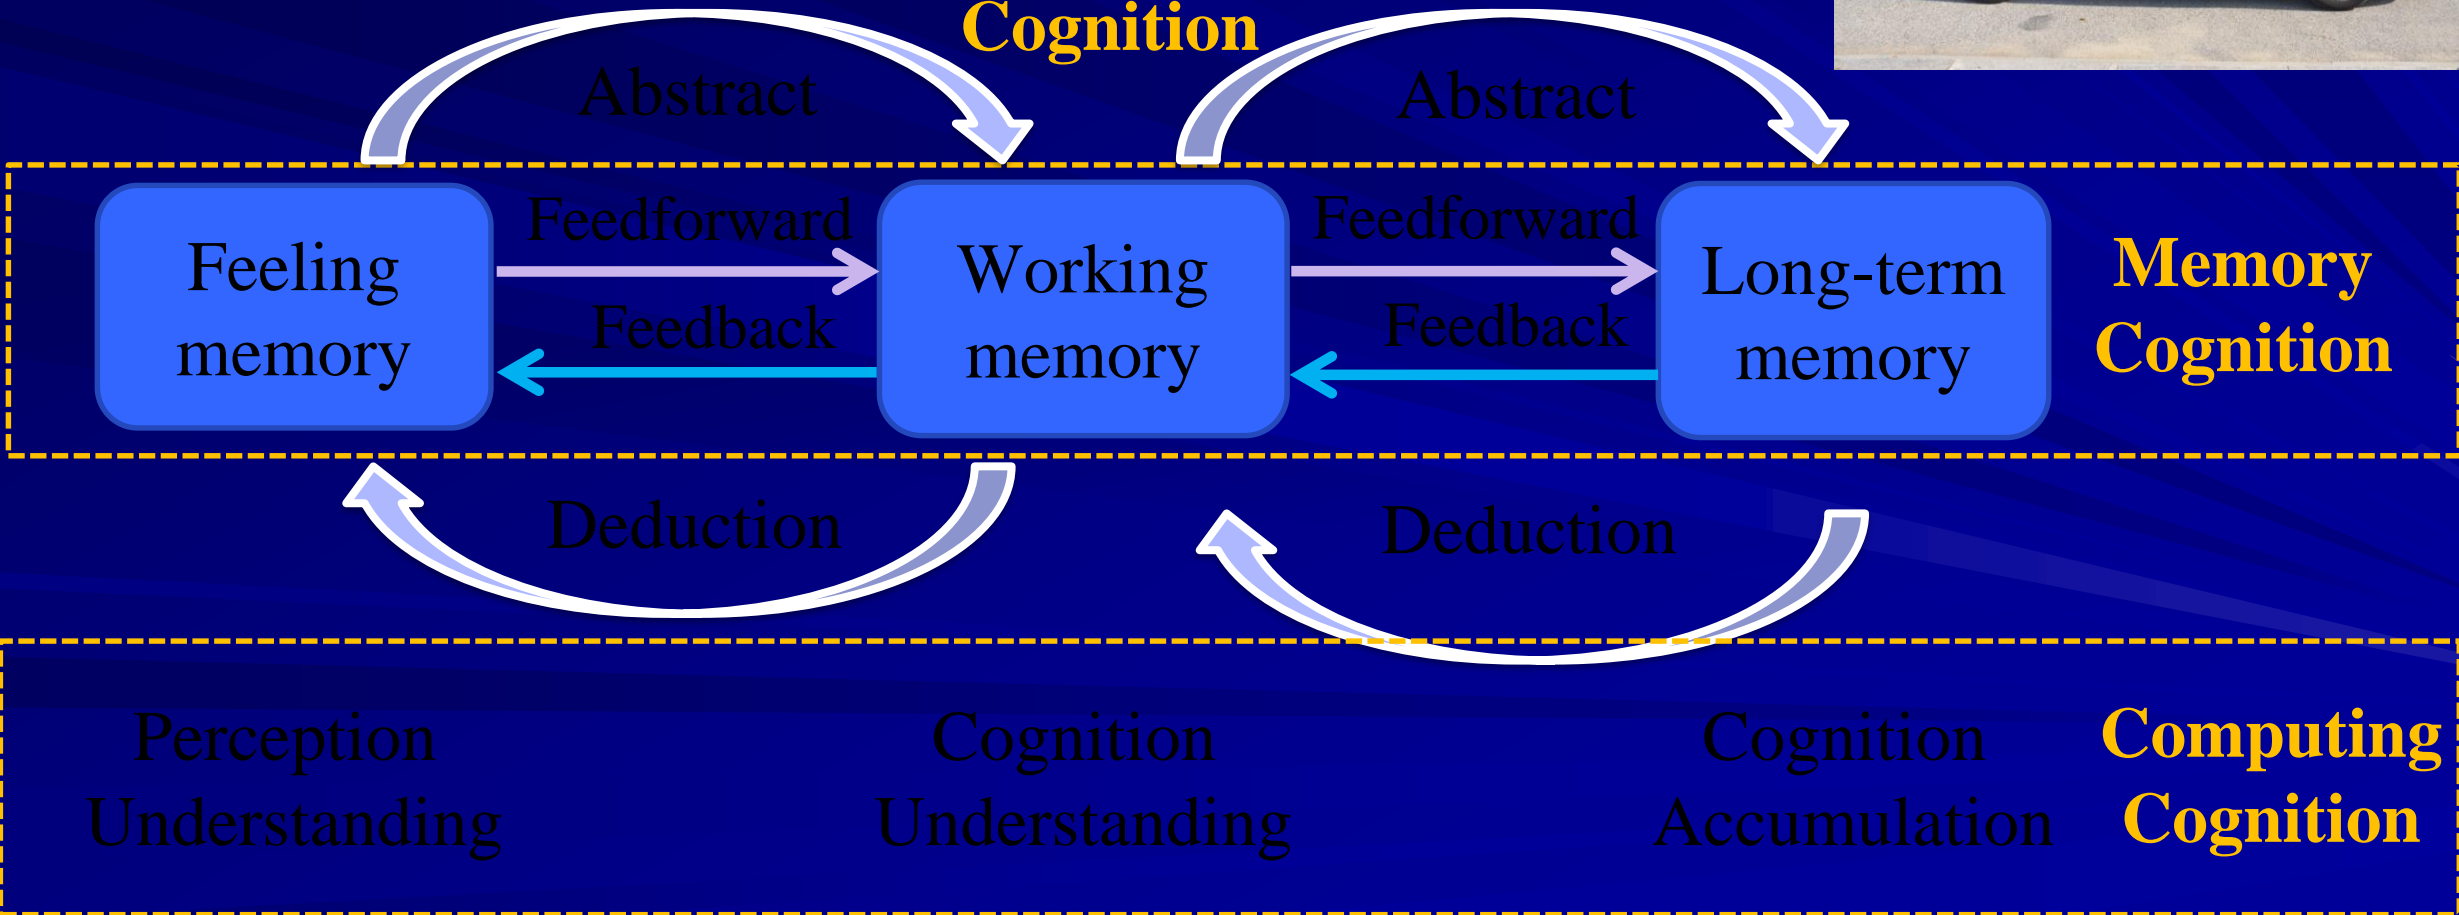 Cognition
Abstract
Abstract
Feedforward
Feedforward
Feeling
memory
Working
memory
Long-term
memory
Memory
Cognition
Feedback
Feedback
Deduction
Deduction
Perception
Understanding
Cognition
Understanding
Cognition
Accumulation
Computing
Cognition